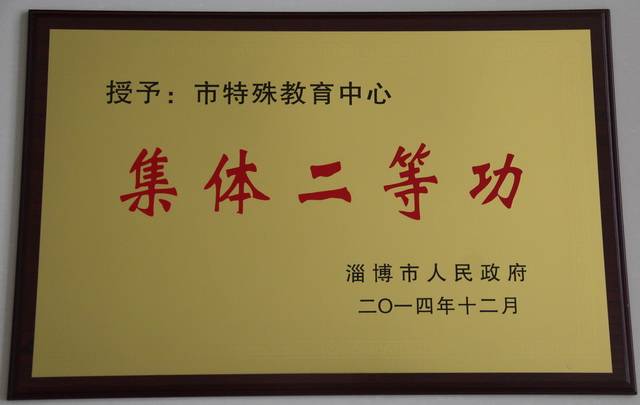 授予：市特殊教育中心
集体二等功
淄博市人民政府
二〇一四年十二月